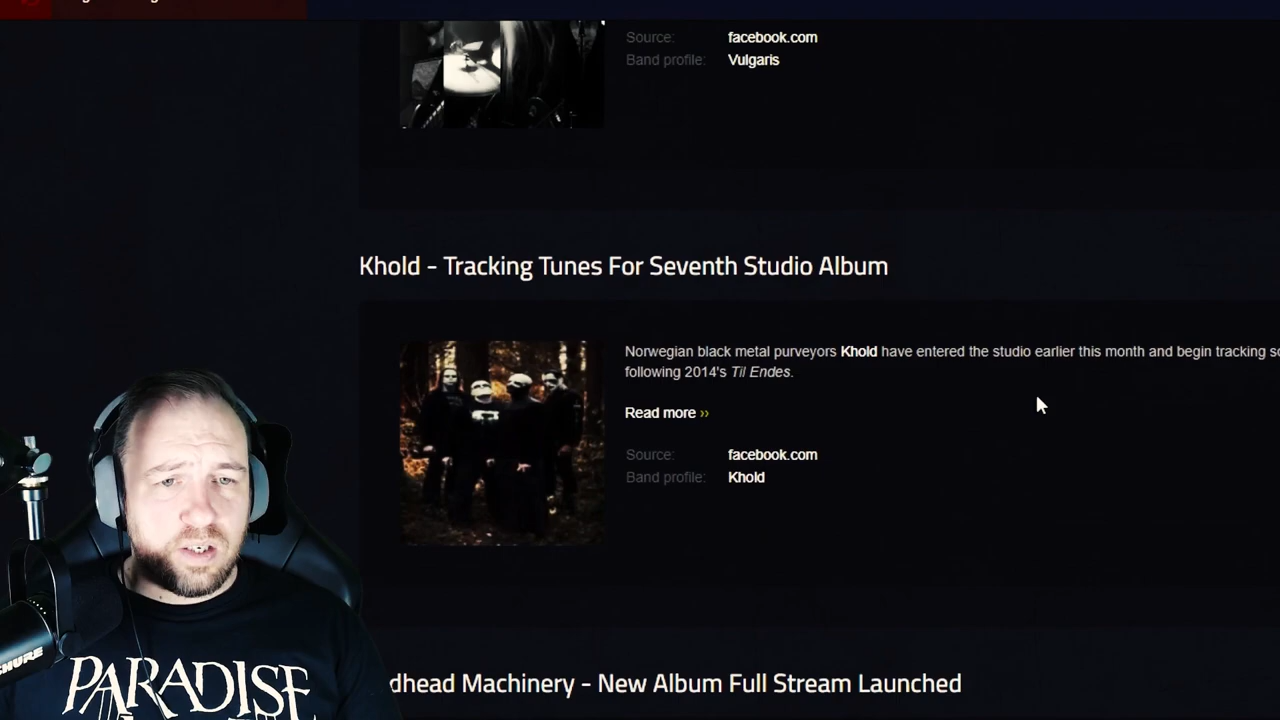 Source: facebook.com
Band profile: Vulgaris
Khold - Tracking Tunes For Seventh Studio Album
Norwegian black metal purveyors Khold have entered the studio earlier this month and begin tracking
following 2014's Til Endes.
Read more ››
Source: facebook.com
Band profile: Khold
dhead Machinery - New Album Full Stream Launched
SHURE
PARADISE